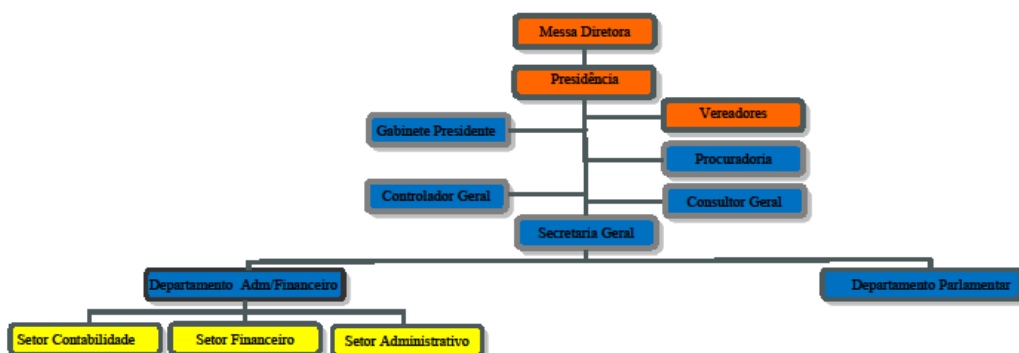 Messa Diretora
Presidência
Vereadores
Gabinete Presidente
Procuradoria
Controlador Geral
Consultor Geral
Secretaria Geral
Departamento Adm/Financeiro
Departamento Parlamentar
Setor Contabilidade
Setor Financeiro
Setor Administrativo